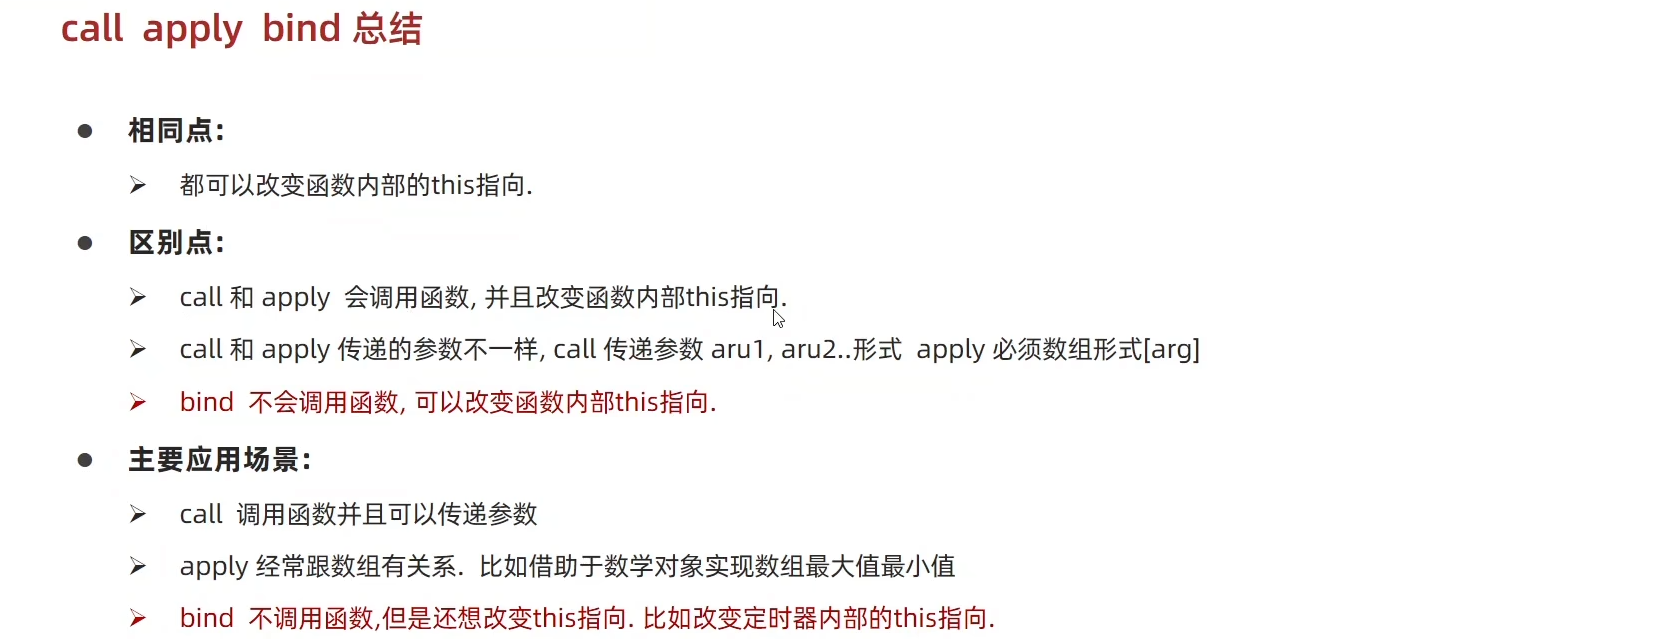 call apply bind 总结
相同点:
都可以改变函数内部的this指向.
区别点:
call 和 apply 会调用函数, 并且改变函数内部this指向.
call 和 apply 传递的参数不一样, call 传递参数 aru1, aru2..形式 apply 必须数组形式[arg]
bind 不会调用函数, 可以改变函数内部this指向.
主要应用场景:
call 调用函数并且可以传递参数
apply 经常跟数组有关系. 比如借助于数学对象实现数组最大值最小值
bind 不调用函数,但是还想改变this指向. 比如改变定时器内部的this指向.